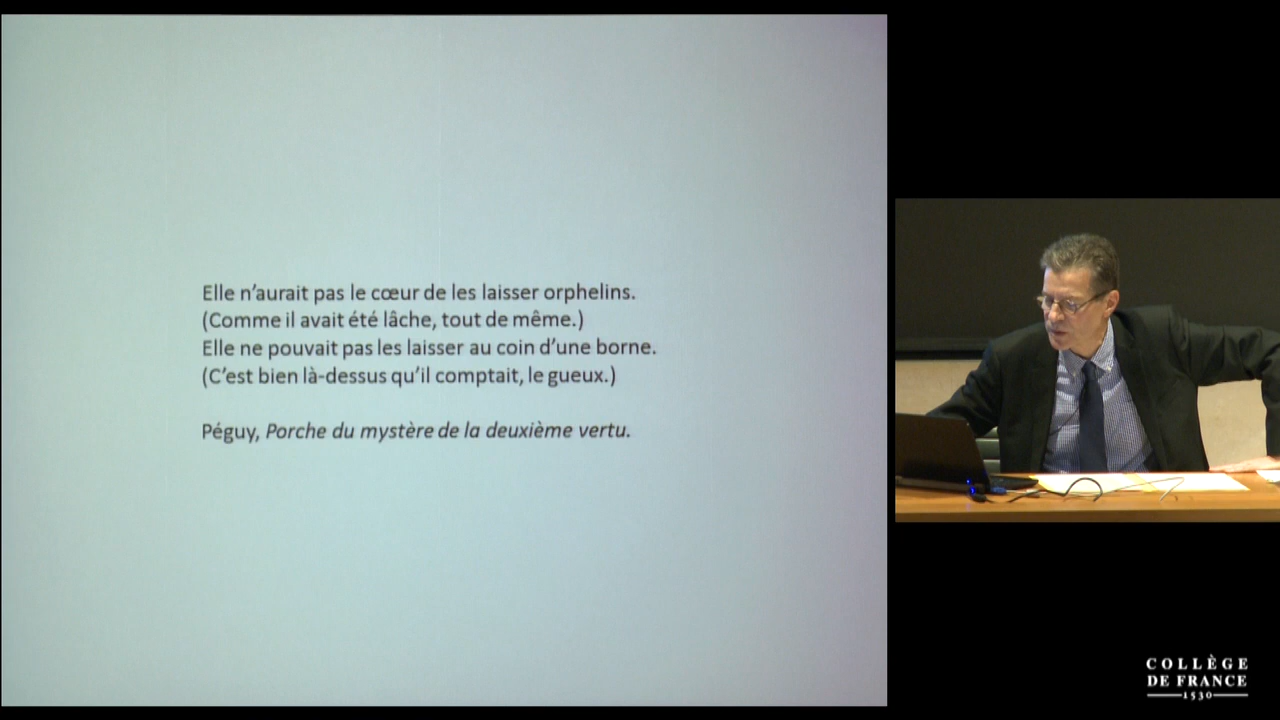 Elle n’aurait pas le cœur de les laisser orphelins.
(Comme il avait été lâche, tout de même.)
Elle ne pouvait pas les laisser au coin d’une borne.
(C’est bien là-dessus qu’il comptait, le gueux.)
Péguy, Porche du mystère de la deuxième vertu.
COLLÈGE
DE FRANCE
1530